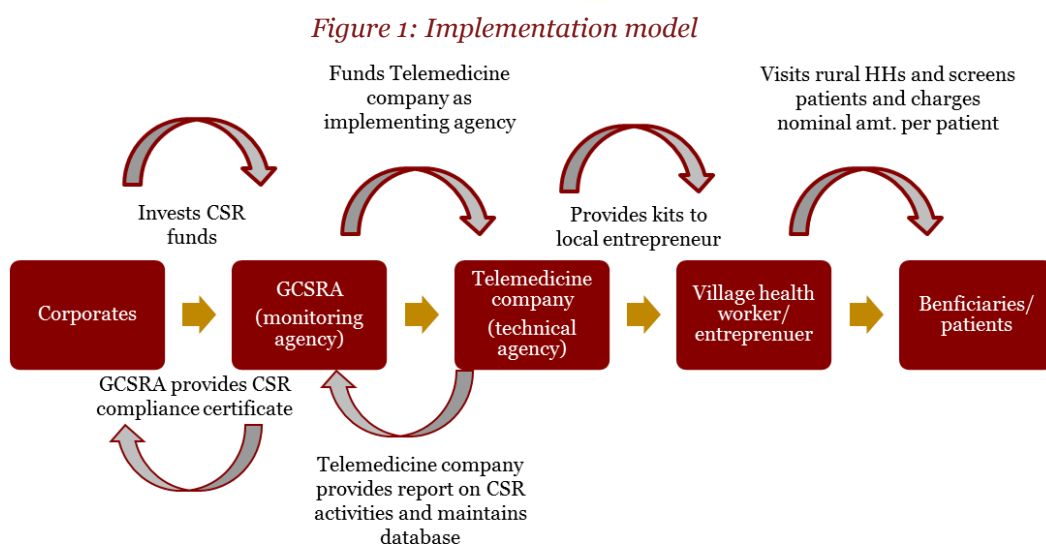 Figure 1: Implementation model
Funds Telemedicine
company as
implementing agency
Visits rural HHs and screens
patients and charges
nominal amt. per patient
Invests CSR
funds
Provides kits to
local entrepreneur
Corporates
GCSRA
(monitoring agency)
Telemedicine
company
(technical agency)
Village health
worker/
entreprenuer
Benficiaries/
patients
GCSRA provides CSR
compliance certificate
Telemedicine company
provides report on CSR
activities and maintains
database